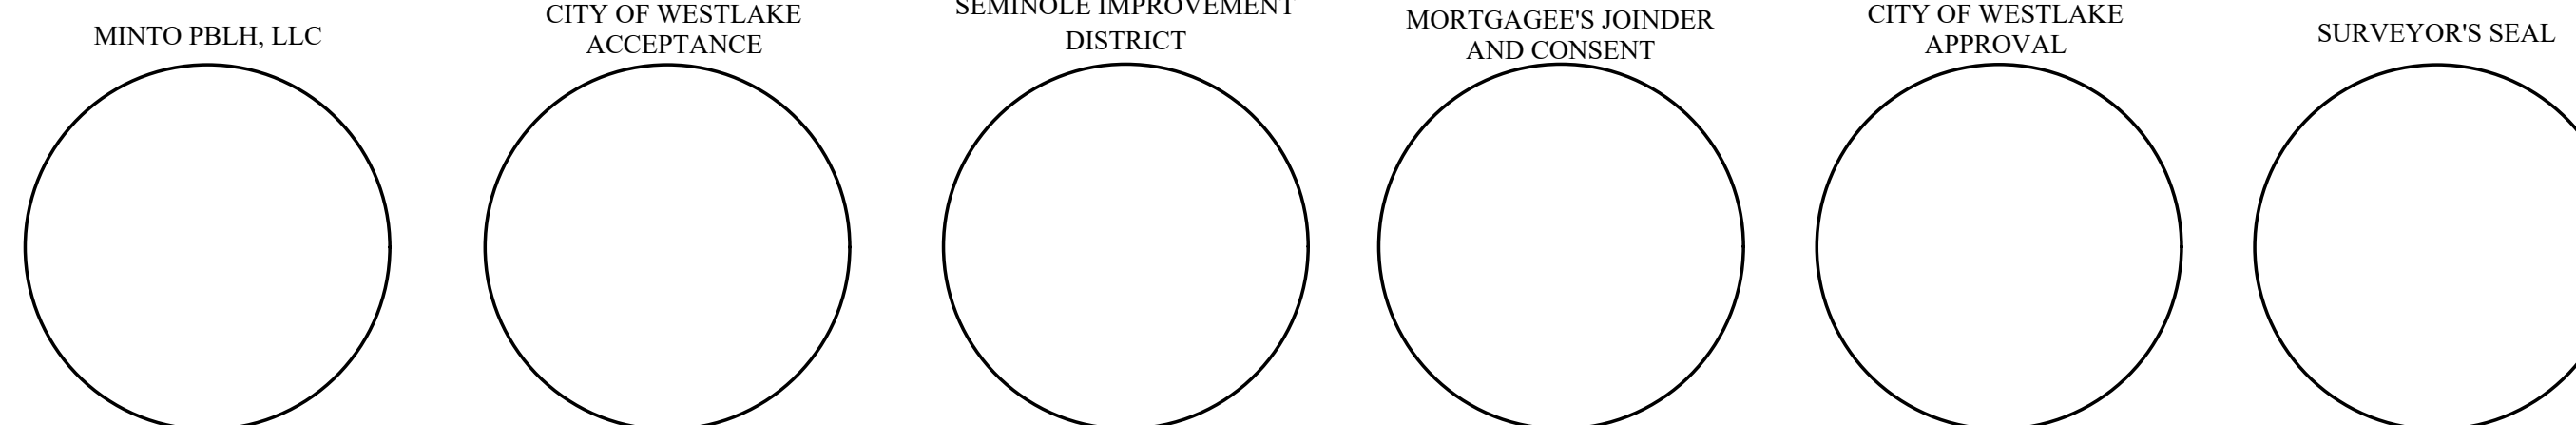 MINTO PBLH, LLC
CITY OF WESTLAKE
ACCEPTANCE
SEMINOLE IMPROVEMENT
DISTRICT
MORTGAGEE'S JOINDER
AND CONSENT
CITY OF WESTLAKE
APPROVAL
SURVEYOR'S SEAL